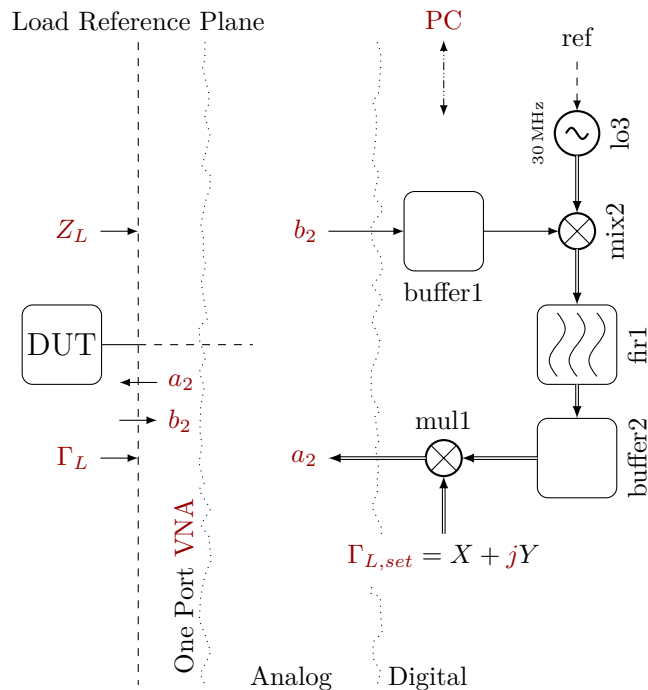 Load Reference Plane
PC
ref
30 MHz
lo3
Z_L
b_2
mix2
buffer1
DUT
fir1
a_2
b_2
mul1
buffer2
Γ_L
a_2
One Port VNA
Γ_{L,set} = X + jY
Analog
Digital